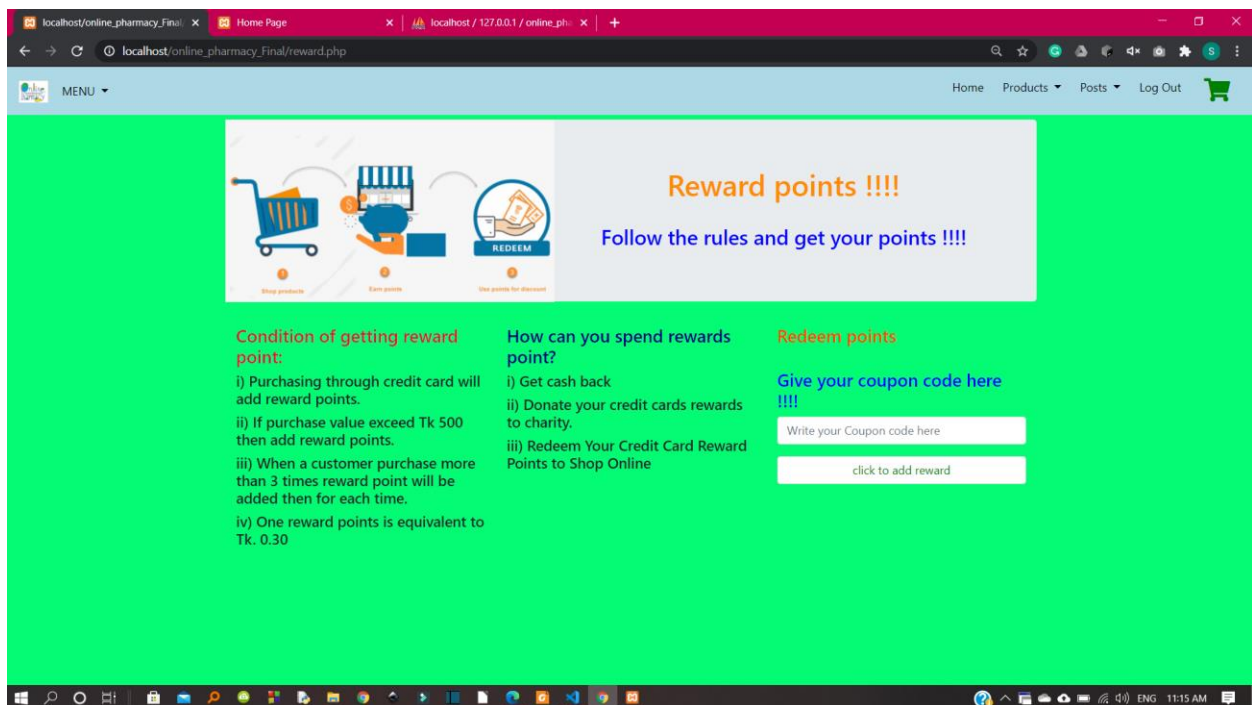 localhost/online_pharmacy_Final/
Home Page
localhost / 127.0.0.1 / online_pha
localhost/online_pharmacy_Final/reward.php
S
MENU
Home Products Posts Log Out
Reward points !!!!
Follow the rules and get your points !!!!
REDEEM
1 2 3
Shop products Earn points Use points for discount
Condition of getting reward
point:
i) Purchasing through credit card will
add reward points.
ii) If purchase value exceed Tk 500
then add reward points.
iii) When a customer purchase more
than 3 times reward point will be
added then for each time.
iv) One reward points is equivalent to
Tk. 0.30
How can you spend rewards
point?
i) Get cash back
ii) Donate your credit cards rewards
to charity.
iii) Redeem Your Credit Card Reward
Points to Shop Online
Redeem points
Give your coupon code here
!!!!
Write your Coupon code here
click to add reward
ENG 11:15 AM